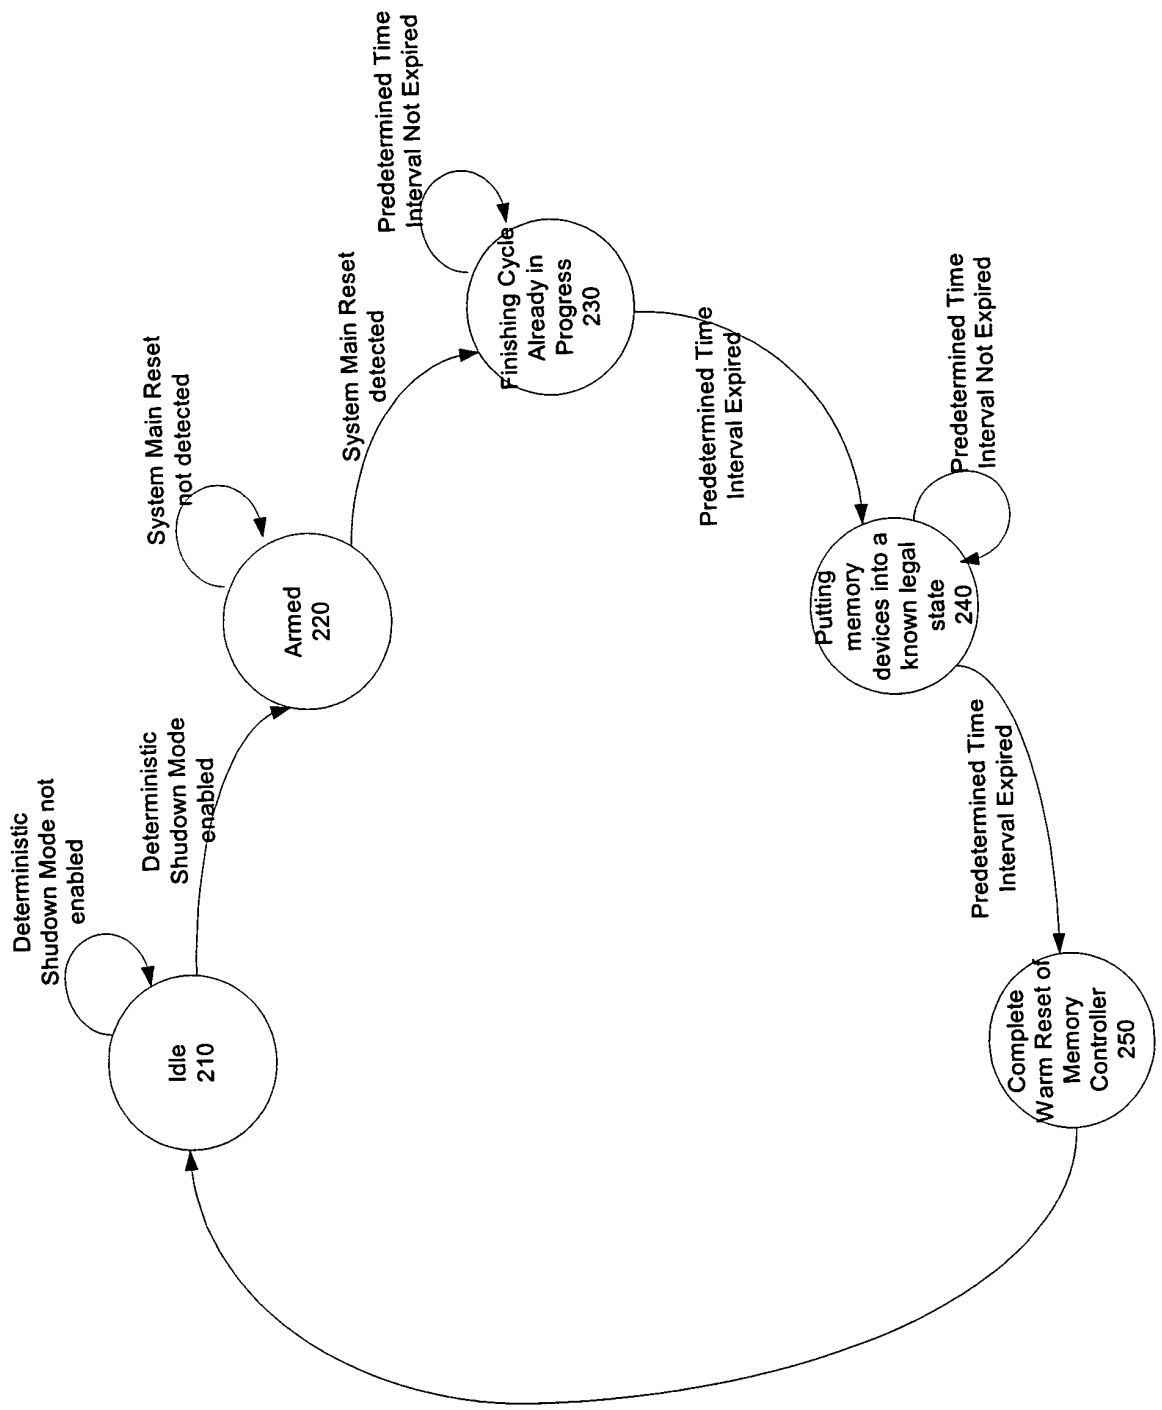 Deterministic
Shudown Mode not
enabled
Idle
210
Deterministic
Shudown Mode
enabled
System Main Reset
not detected
Armed
220
System Main Reset
detected
Predetermined Time
Interval Not Expired
Finishing Cycle
Already in
Progress
230
Predetermined Time
Interval Expired
Predetermined Time
Interval Not Expired
Putting
memory
devices into a
known legal
state
240
Predetermined Time
Interval Expired
Complete
Warm Reset of
Memory
Controller
250